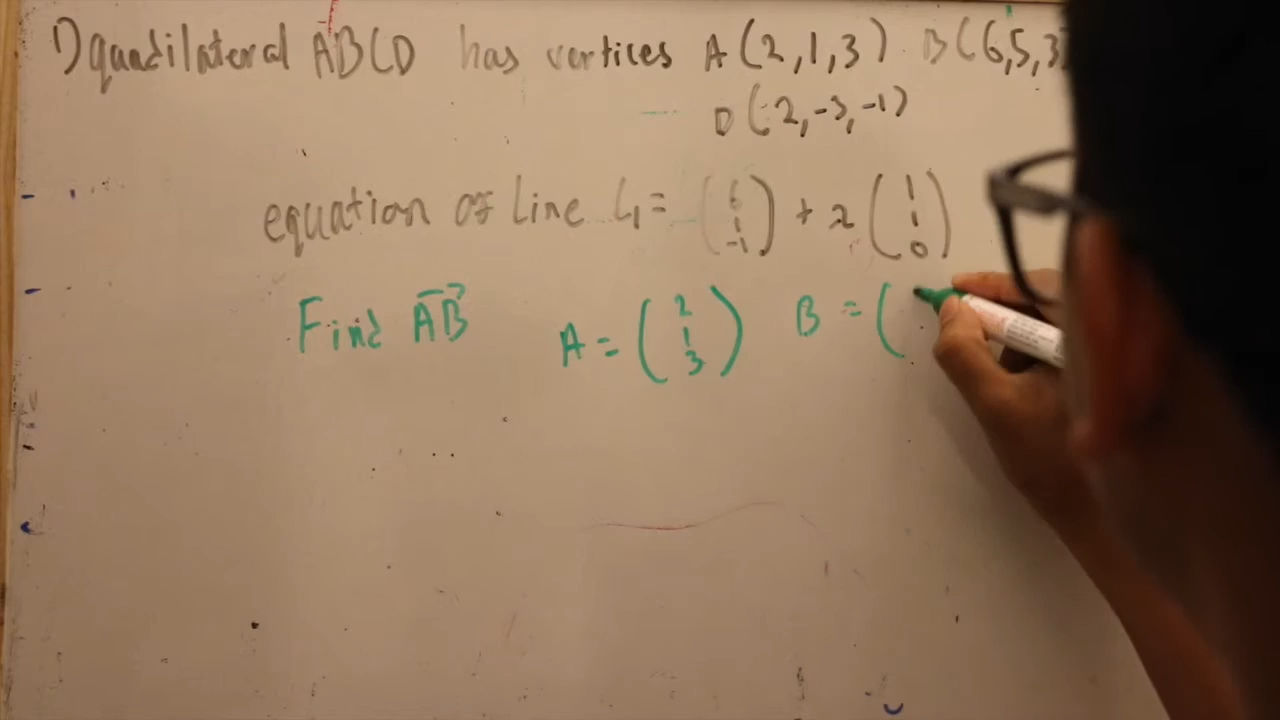 1) quadilateral ABCD has vertices A(2,1,3) B(6,5,3
D(-2,-3,-1)
equation of line L1 = (6 1 -1) + λ (1 1 0)
Find AB A = (2 1 3) B = (